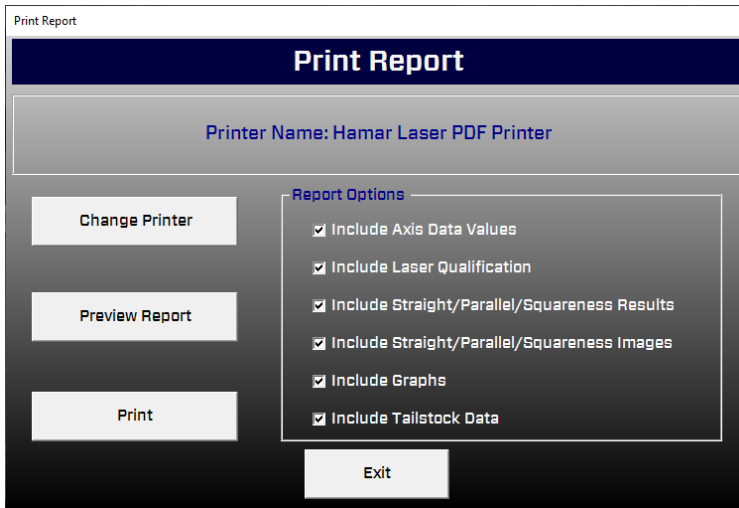 Print Report
Print Report
Printer Name: Hamar Laser PDF Printer
Change Printer
Preview Report
Print
Report Options
Include Axis Data Values
Include Laser Qualification
Include Straight/Parallel/Squareness Results
Include Straight/Parallel/Squareness Images
Include Graphs
Include Tailstock Data
Exit